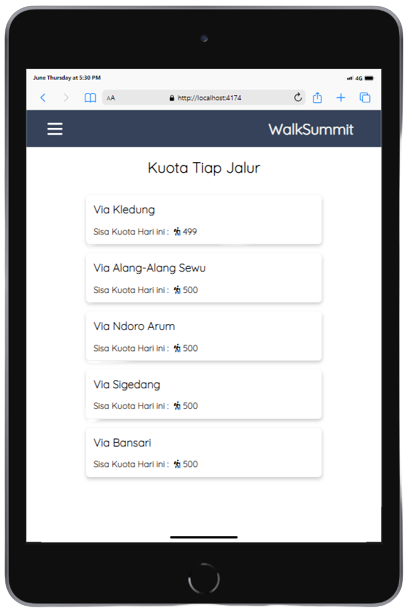 June Thursday at 5:30 PM
4G
AA
http://localhost:4174
WalkSummit
Kuota Tiap Jalur
Via Kledung
Sisa Kuota Hari ini : 499
Via Alang-Alang Sewu
Sisa Kuota Hari ini : 500
Via Ndoro Arum
Sisa Kuota Hari ini : 500
Via Sigedang
Sisa Kuota Hari ini : 500
Via Bansari
Sisa Kuota Hari ini : 500